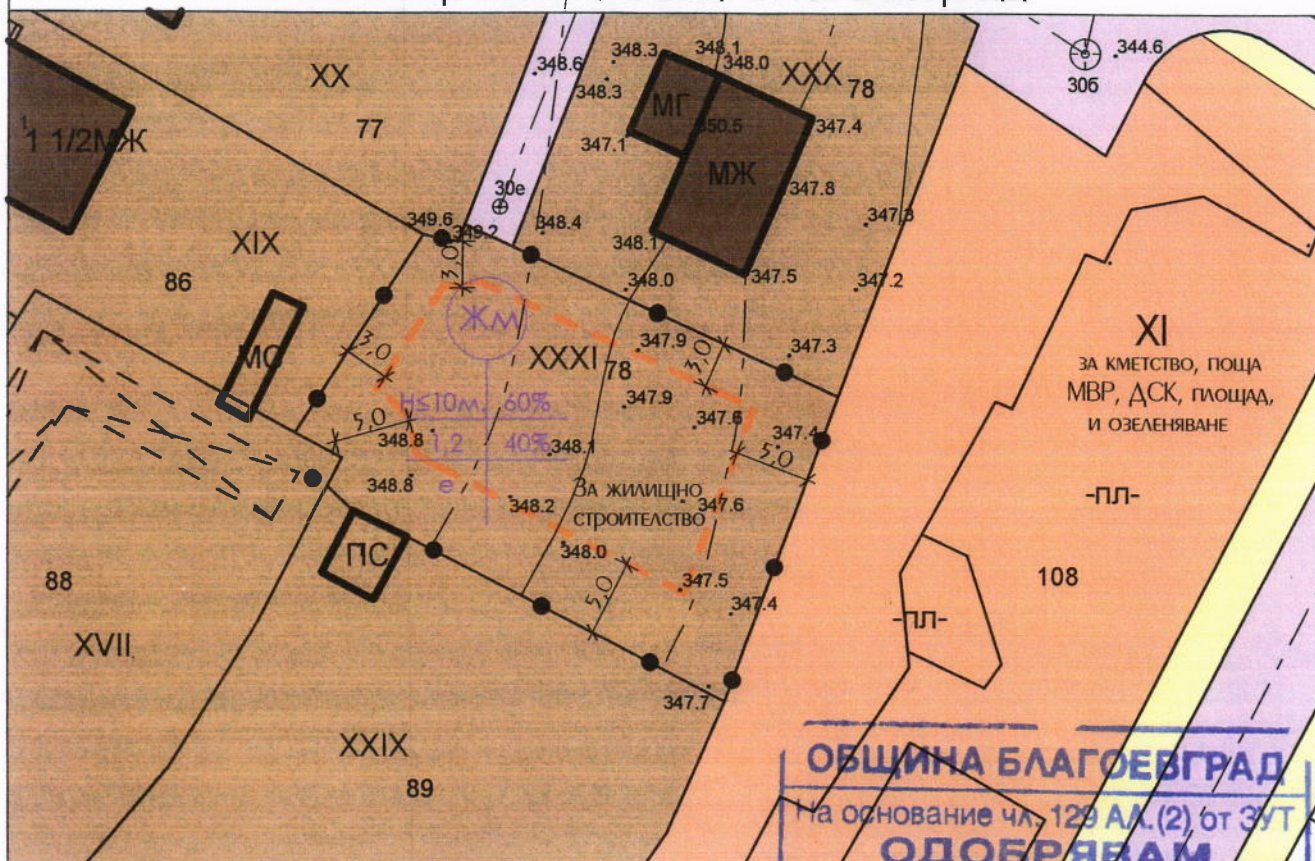 348.3
348.1
348.0
344.6
348.6
XX
XXX 78
306
348.3
МГ
77
350.5
347.4
1 1/2МЖ
347.1
МЖ
347.8
30е
349.6
349.2
348.4
347.3
XIX
348.1
3,0
347.5
86
348.0
347.2
ЖМ
XI
347.9
3,0
МС
XXXI 78
3,0
347.3
ЗА КМЕТСТВО, ПОЩА
МВР, ДСК, ПЛОЩАД,
И ОЗЕЛЕНЯВАНЕ
H≤10м. 60%
347.9
5,0
347.6
348.8
1,2 40%
348.1
347.4
5,0
348.8
е
За жилищно
строителство
-ПЛ-
348.2
347.6
ПС
348.0
88
347.5
108
5,0
347.4
-ПЛ-
XVII
347.7
XXIX
89
ОБЩИНА БЛАГОЕВГРАД
На основание чл. 129 АЛ.(2) от ЗУТ
ОДОБРЯВАМ